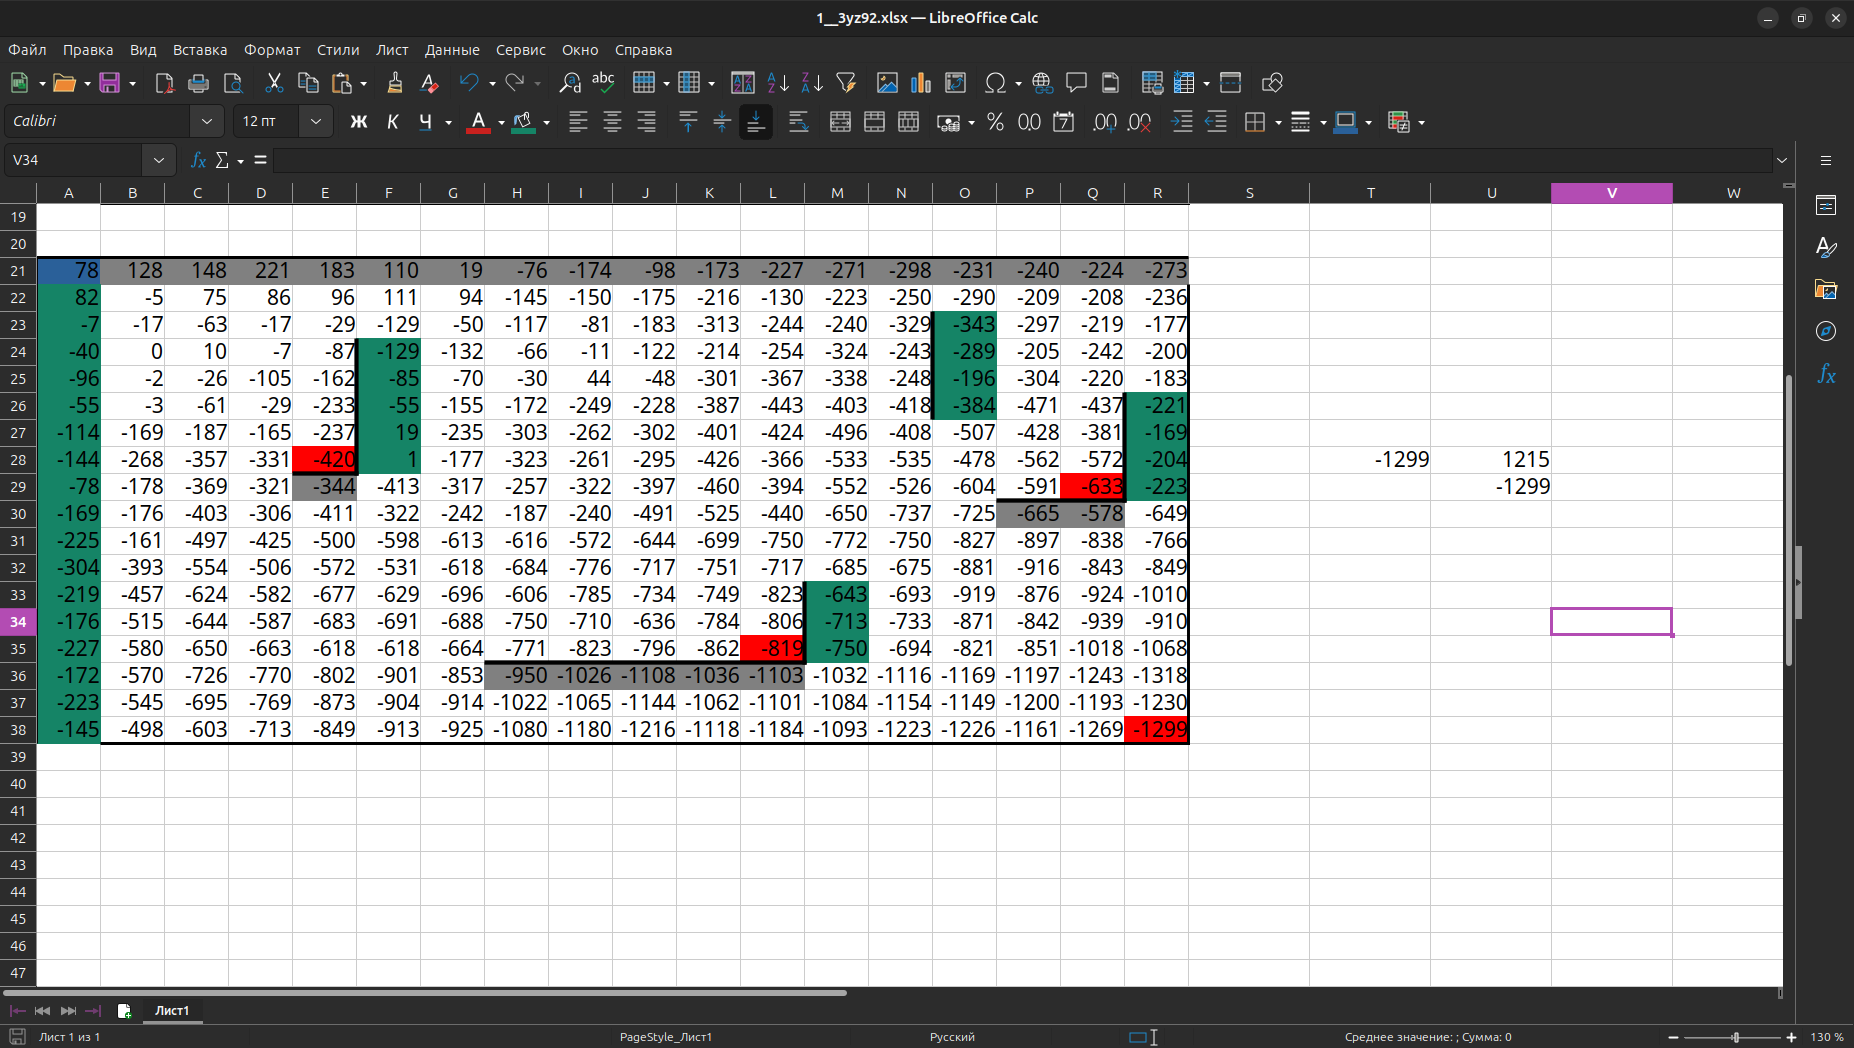 1__3yz92.xlsx — LibreOffice Calc
Файл Правка Вид Вставка Формат Стили Лист Данные Сервис Окно Справка
Calibri 12 пт Ж К Ч A
V34 fx Σ =
A B C D E F G H I J K L M N O P Q R S T U V W
19
20
21 78 128 148 221 183 110 19 -76 -174 -98 -173 -227 -271 -298 -231 -240 -224 -273
22 82 -5 75 86 96 111 94 -145 -150 -175 -216 -130 -223 -250 -290 -209 -208 -236
23 -7 -17 -63 -17 -29 -129 -50 -117 -81 -183 -313 -244 -240 -329 -343 -297 -219 -177
24 -40 0 10 -7 -87 -129 -132 -66 -11 -122 -214 -254 -324 -243 -289 -205 -242 -200
25 -96 -2 -26 -105 -162 -85 -70 -30 44 -48 -301 -367 -338 -248 -196 -304 -220 -183
26 -55 -3 -61 -29 -233 -55 -155 -172 -249 -228 -387 -443 -403 -418 -384 -471 -437 -221
27 -114 -169 -187 -165 -237 19 -235 -303 -262 -302 -401 -424 -496 -408 -507 -428 -381 -169
28 -144 -268 -357 -331 -420 1 -177 -323 -261 -295 -426 -366 -533 -535 -478 -562 -572 -204 -1299 1215
29 -78 -178 -369 -321 -344 -413 -317 -257 -322 -397 -460 -394 -552 -526 -604 -591 -633 -223 -1299
30 -169 -176 -403 -306 -411 -322 -242 -187 -240 -491 -525 -440 -650 -737 -725 -665 -578 -649
31 -225 -161 -497 -425 -500 -598 -613 -616 -572 -644 -699 -750 -772 -750 -827 -897 -838 -766
32 -304 -393 -554 -506 -572 -531 -618 -684 -776 -717 -751 -717 -685 -675 -881 -916 -843 -849
33 -219 -457 -624 -582 -677 -629 -696 -606 -785 -734 -749 -823 -643 -693 -919 -876 -924 -1010
34 -176 -515 -644 -587 -683 -691 -688 -750 -710 -636 -784 -806 -713 -733 -871 -842 -939 -910
35 -227 -580 -650 -663 -618 -618 -664 -771 -823 -796 -862 -819 -750 -694 -821 -851 -1018 -1068
36 -172 -570 -726 -770 -802 -901 -853 -950 -1026 -1108 -1036 -1103 -1032 -1116 -1169 -1197 -1243 -1318
37 -223 -545 -695 -769 -873 -904 -914 -1022 -1065 -1144 -1062 -1101 -1084 -1154 -1149 -1200 -1193 -1230
38 -145 -498 -603 -713 -849 -913 -925 -1080 -1180 -1216 -1118 -1184 -1093 -1223 -1226 -1161 -1269 -1299
39
40
41
42
43
44
45
46
47
Лист1
Лист 1 из 1 PageStyle_Лист1 Русский Среднее значение: ; Сумма: 0 130 %